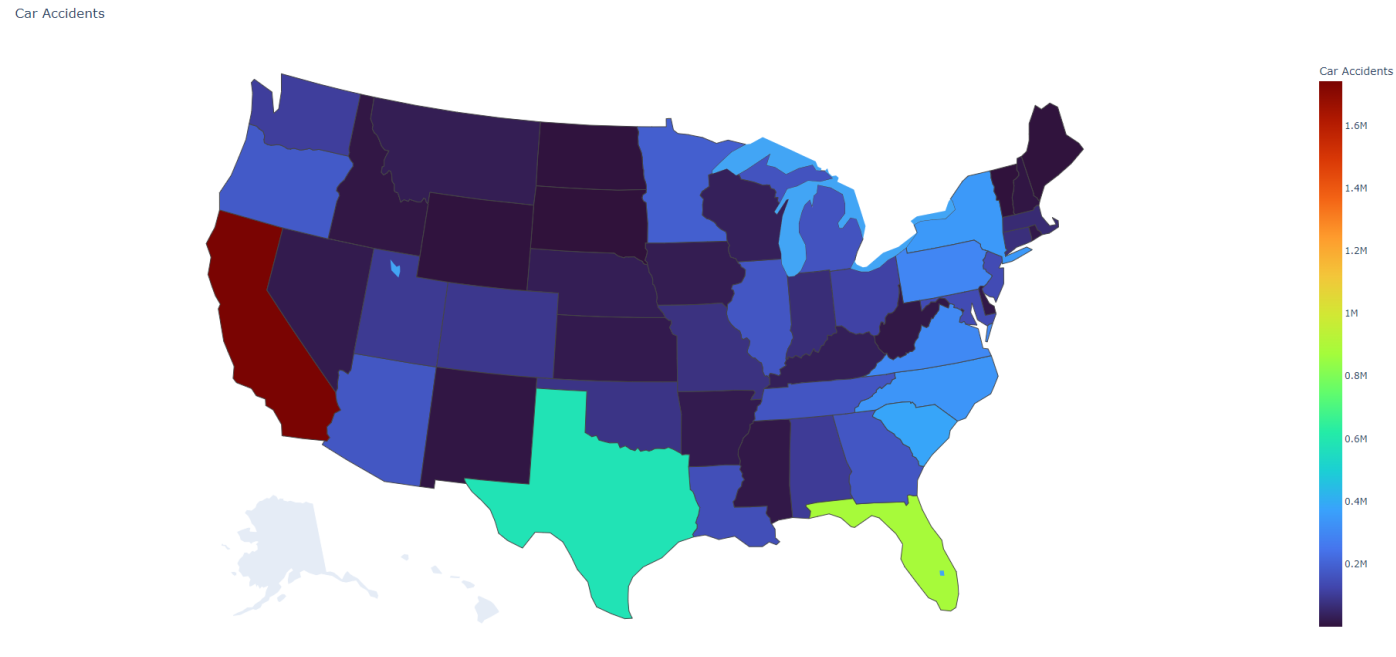 Car Accidents
Car Accidents
1.6M
1.4M
1.2M
1M
0.8M
0.6M
0.4M
0.2M